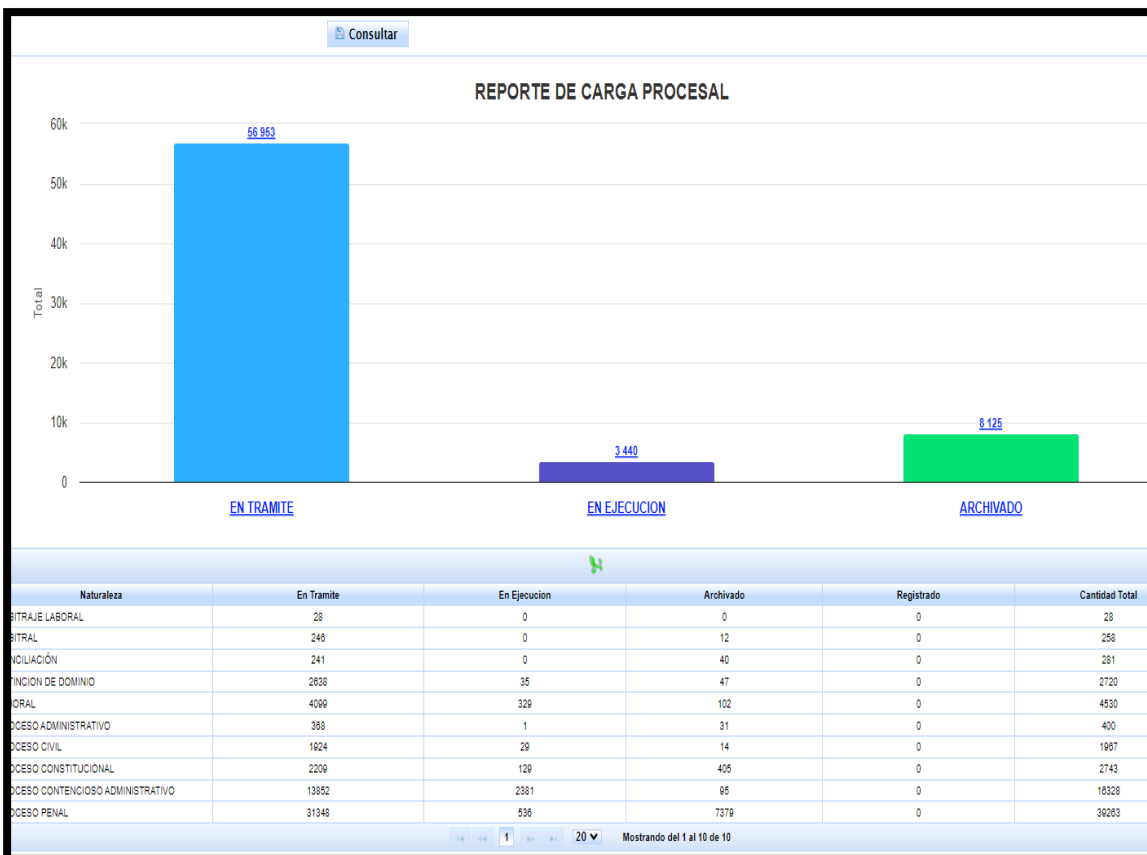 Consultar
REPORTE DE CARGA PROCESAL
60k
50k
40k
30k
20k
10k
0
Total
56 953
3 440
8 125
EN TRAMITE EN EJECUCION ARCHIVADO
Naturaleza En Tramite En Ejecucion Archivado Registrado Cantidad Total
BITRAJE LABORAL 28 0 0 0 28
BITRAL 246 0 12 0 258
NCILIACIÓN 241 0 40 0 281
TINCION DE DOMINIO 2638 35 47 0 2720
BORAL 4099 329 102 0 4530
OCESO ADMINISTRATIVO 368 1 31 0 400
OCESO CIVIL 1924 29 14 0 1967
OCESO CONSTITUCIONAL 2209 129 405 0 2743
OCESO CONTENCIOSO ADMINISTRATIVO 13852 2381 95 0 16328
OCESO PENAL 31348 536 7379 0 39263
1 20 Mostrando del 1 al 10 de 10